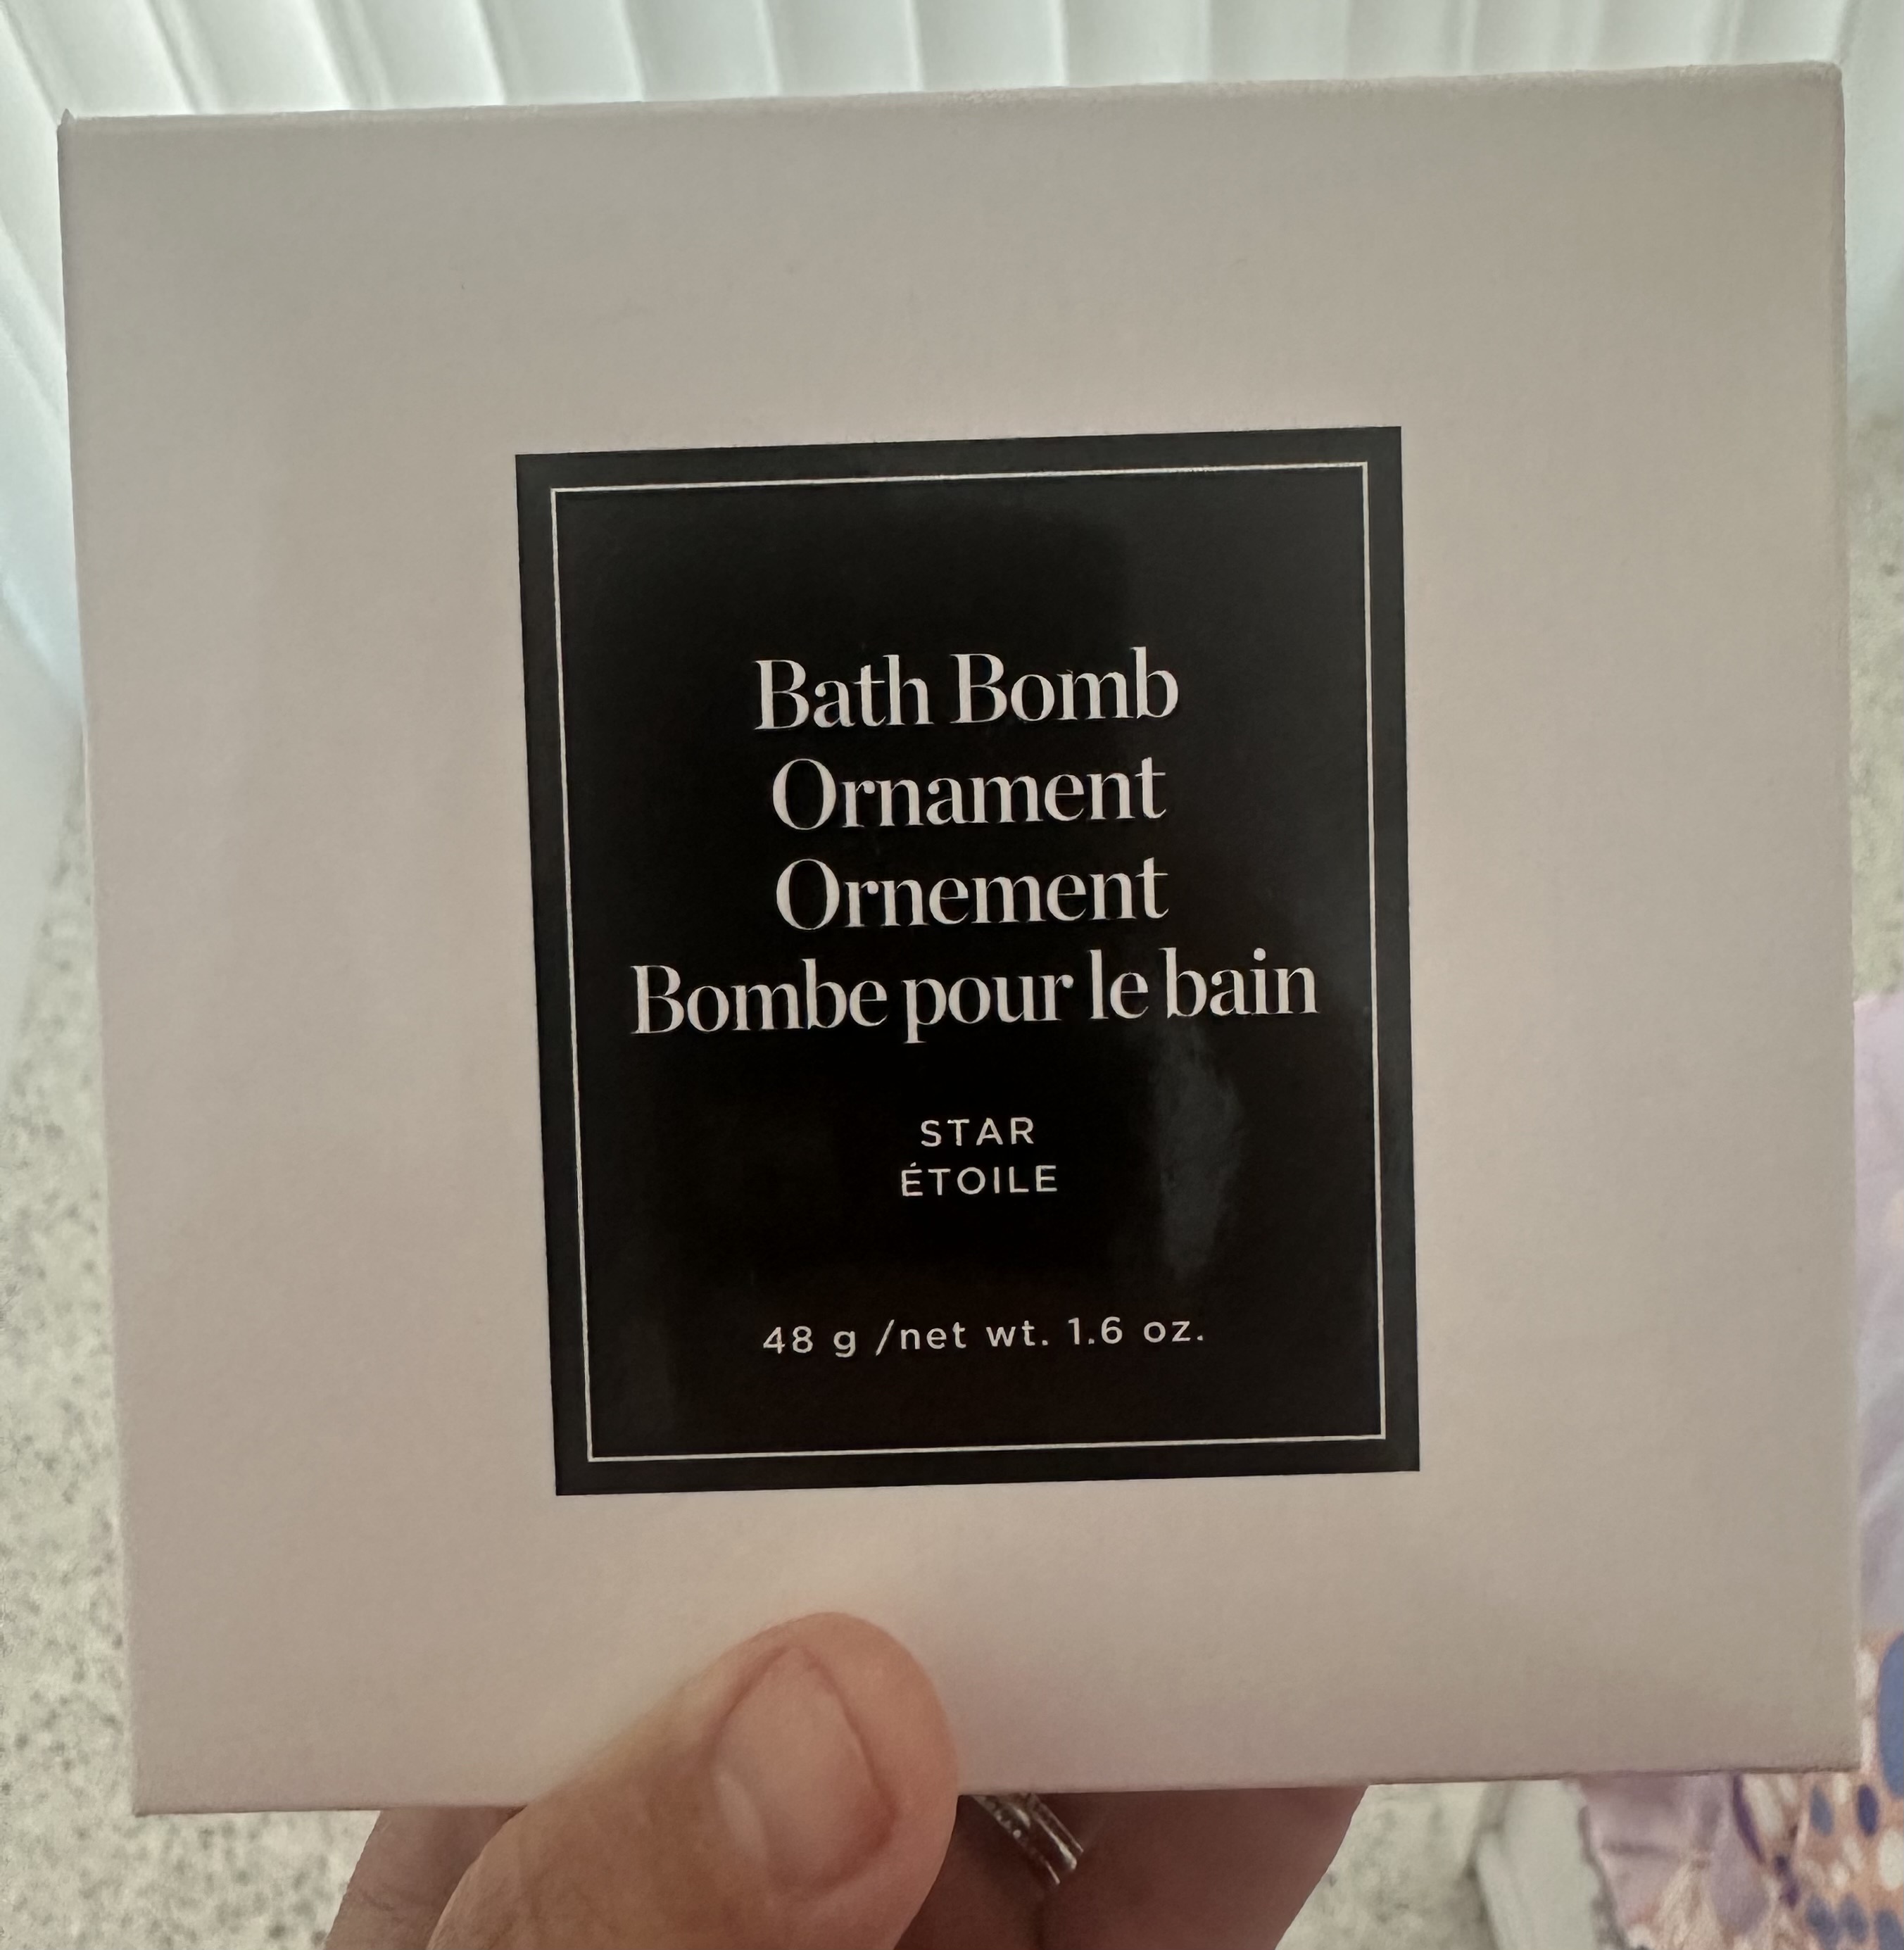 Bath Bomb
Ornament
Ornement
Bombe pour le bain
STAR
ÉTOILE
48 g /net wt. 1.6 oz.